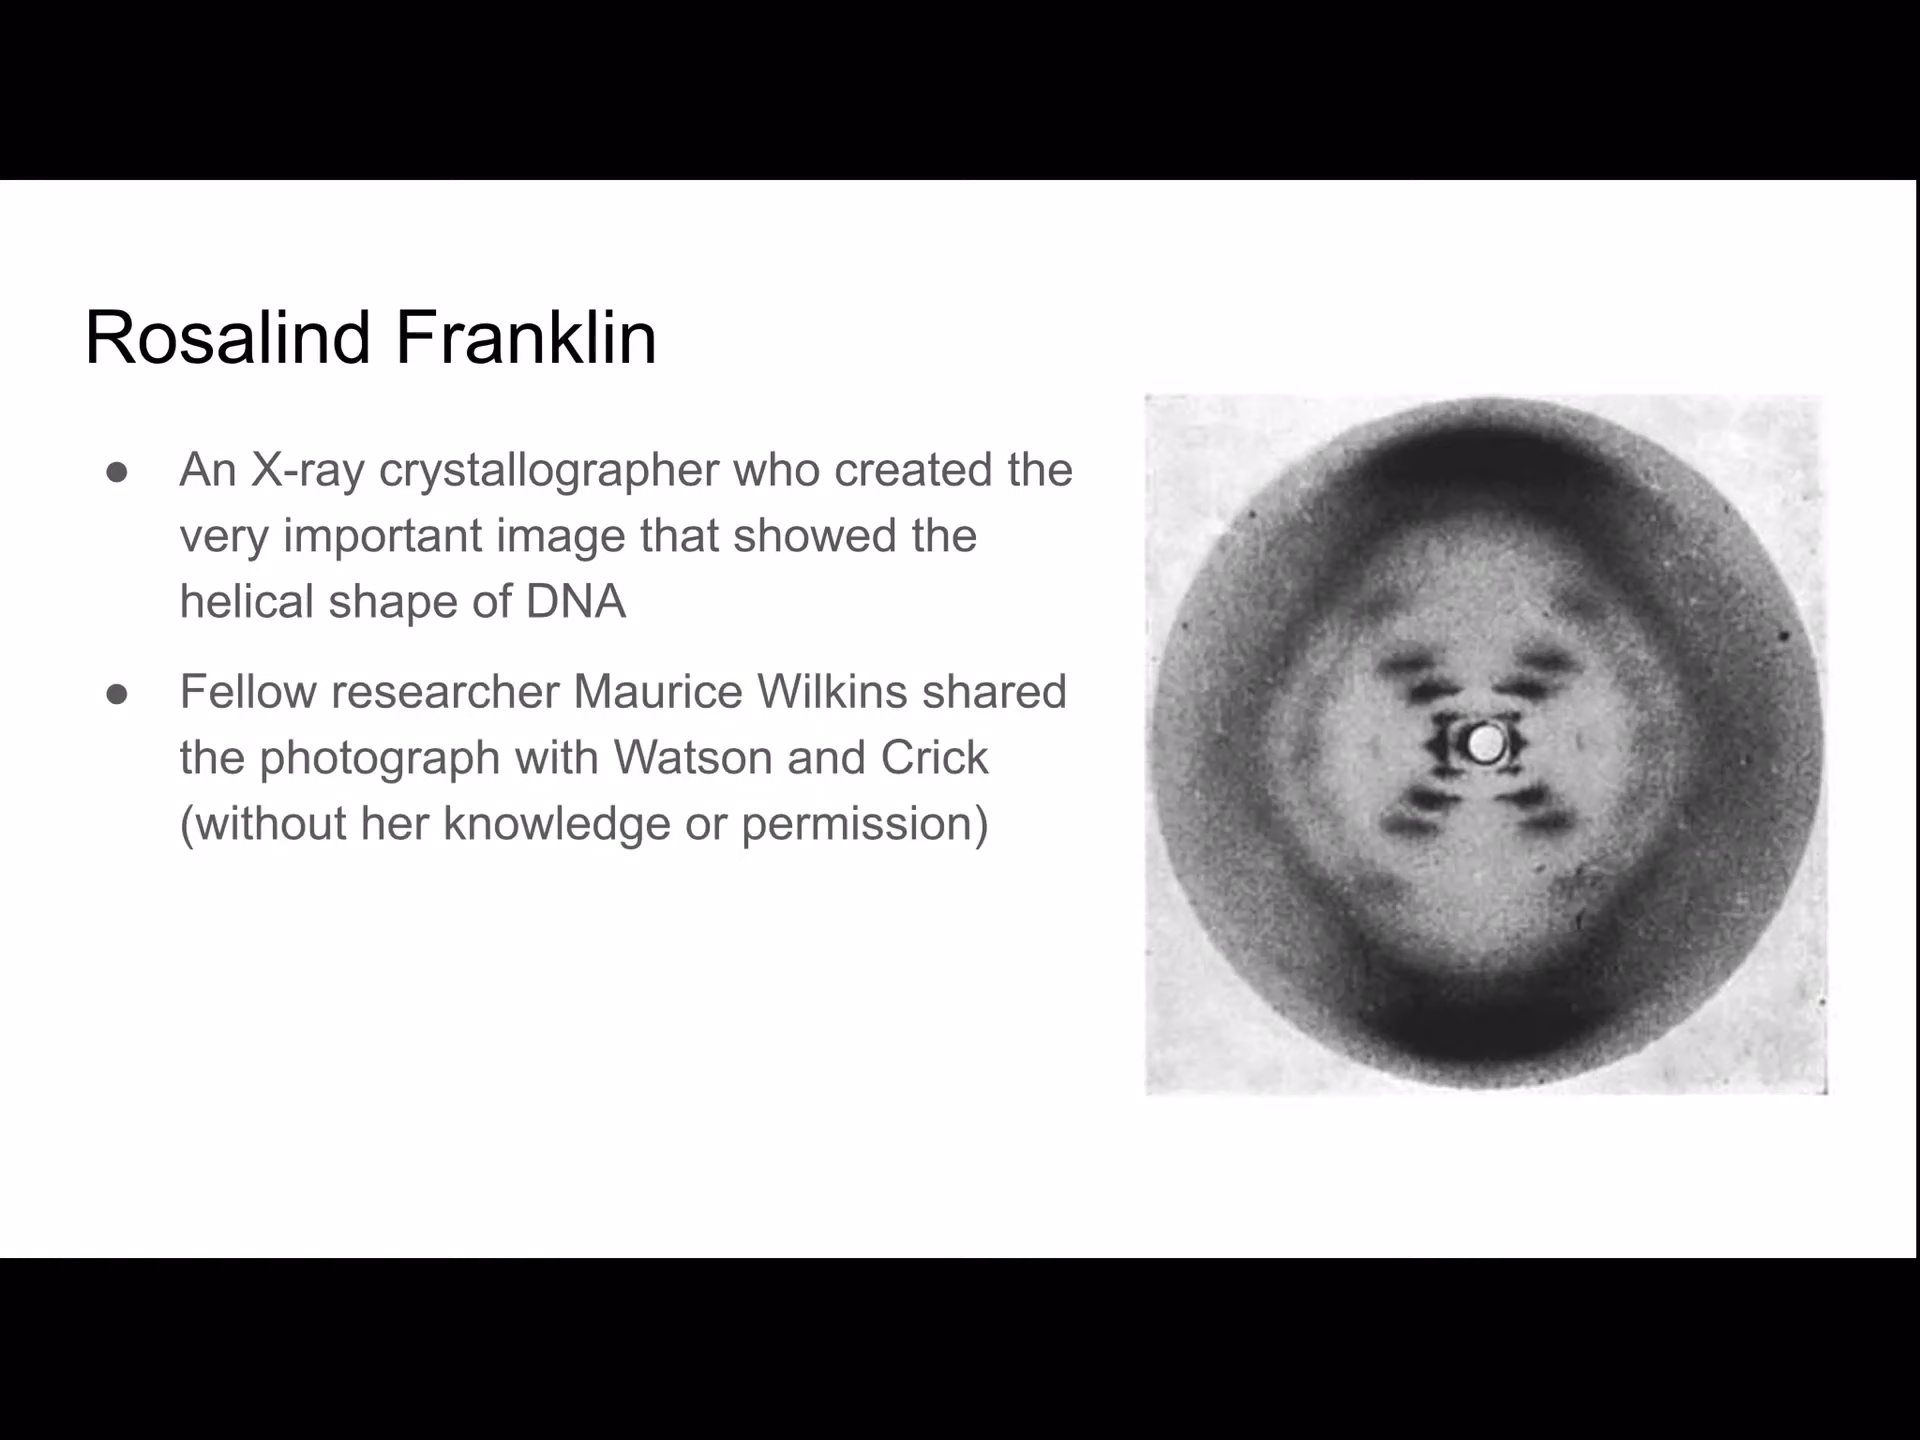 Rosalind Franklin
● An X-ray crystallographer who created the
very important image that showed the
helical shape of DNA
● Fellow researcher Maurice Wilkins shared
the photograph with Watson and Crick
(without her knowledge or permission)